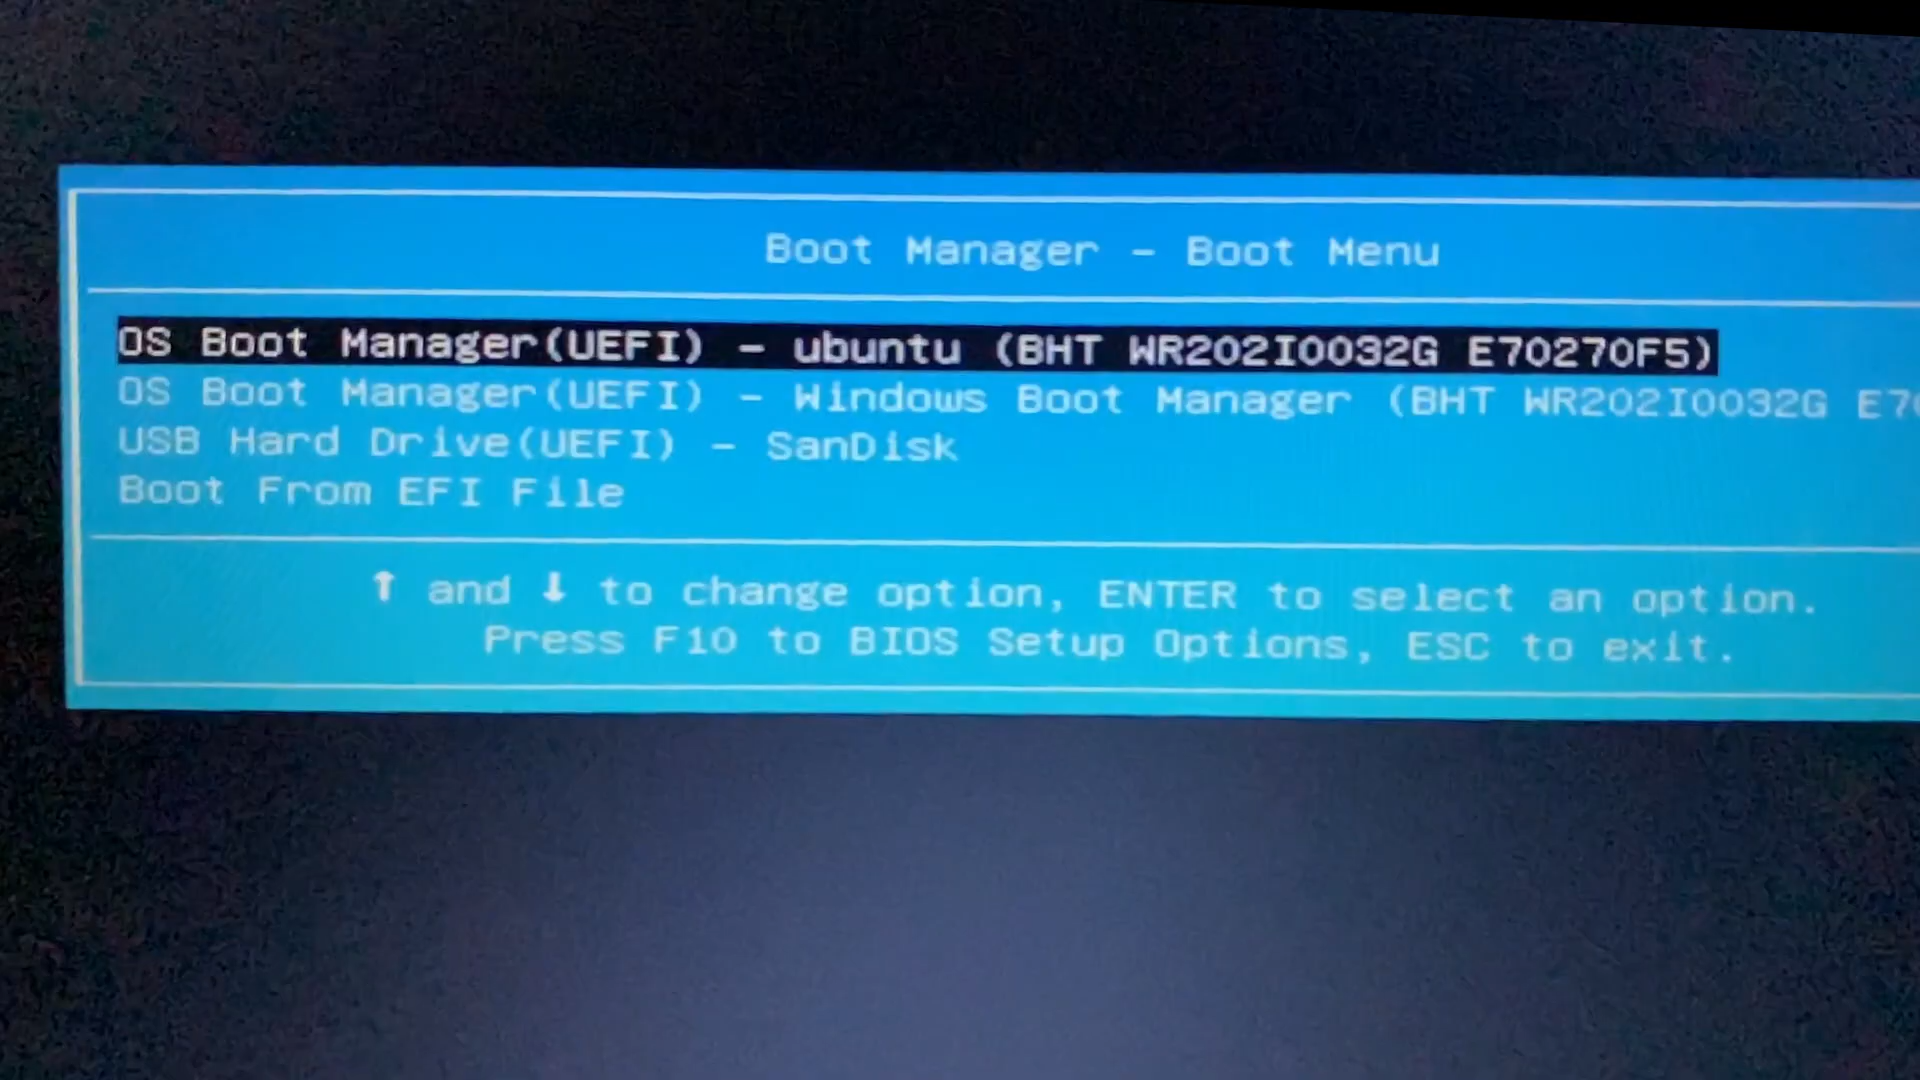 Boot Manager - Boot Menu
OS Boot Manager(UEFI) - ubuntu (BHT WR202I0032G E70270F5)
OS Boot Manager(UEFI) - Windows Boot Manager (BHT WR202I0032G E70
USB Hard Drive(UEFI) - SanDisk
Boot From EFI File
↑ and ↓ to change option, ENTER to select an option.
Press F10 to BIOS Setup Options, ESC to exit.